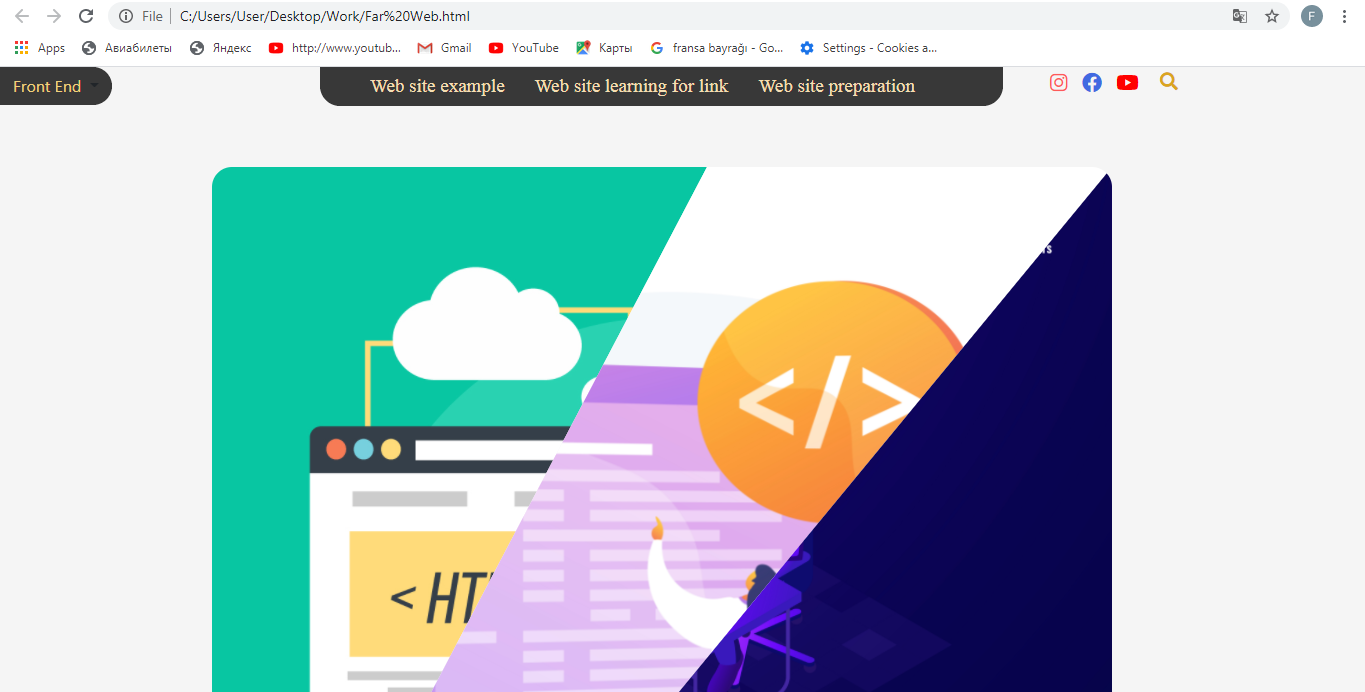 File | C:/Users/User/Desktop/Work/Far%20Web.html
Apps Авиабилеты Яндекс http://www.youtub... Gmail YouTube Карты fransa bayrağı - Go... Settings - Cookies a...
F
Front End Web site example Web site learning for link Web site preparation
</>
< HT